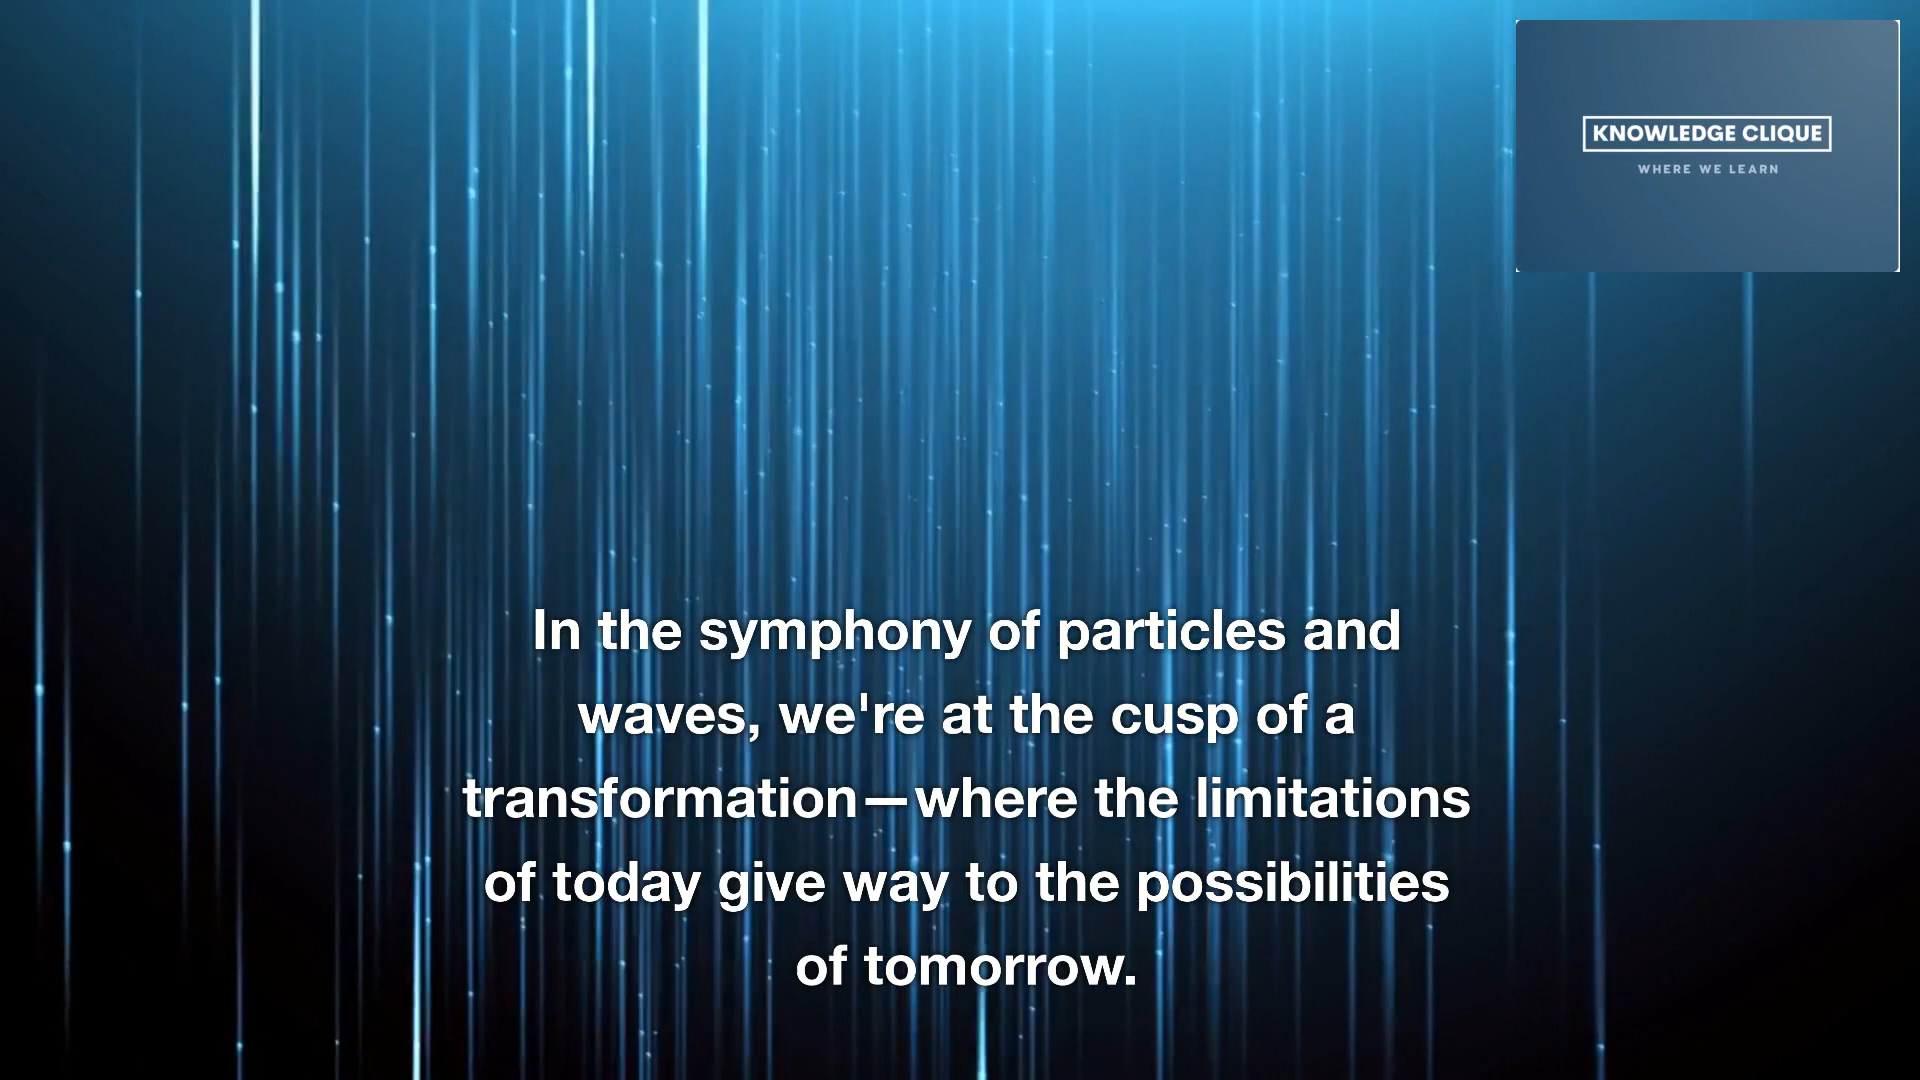 KNOWLEDGE CLIQUE
WHERE WE LEARN
In the symphony of particles and
waves, we're at the cusp of a
transformation—where the limitations
of today give way to the possibilities
of tomorrow.